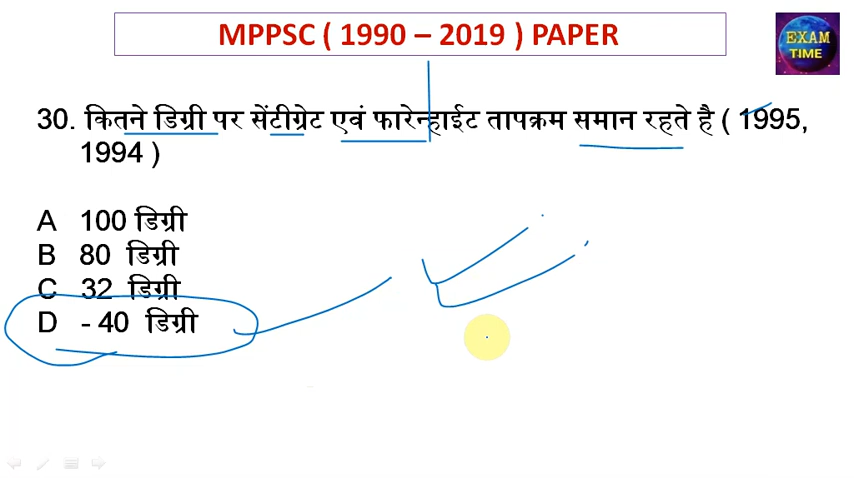 MPPSC ( 1990 – 2019 ) PAPER
EXAM
TIME
30. कितने डिग्री पर सेंटीग्रेट एवं फारेन्हाईट तापक्रम समान रहते है ( 1995,
1994 )
A 100 डिग्री
B 80 डिग्री
C 32 डिग्री
D - 40 डिग्री